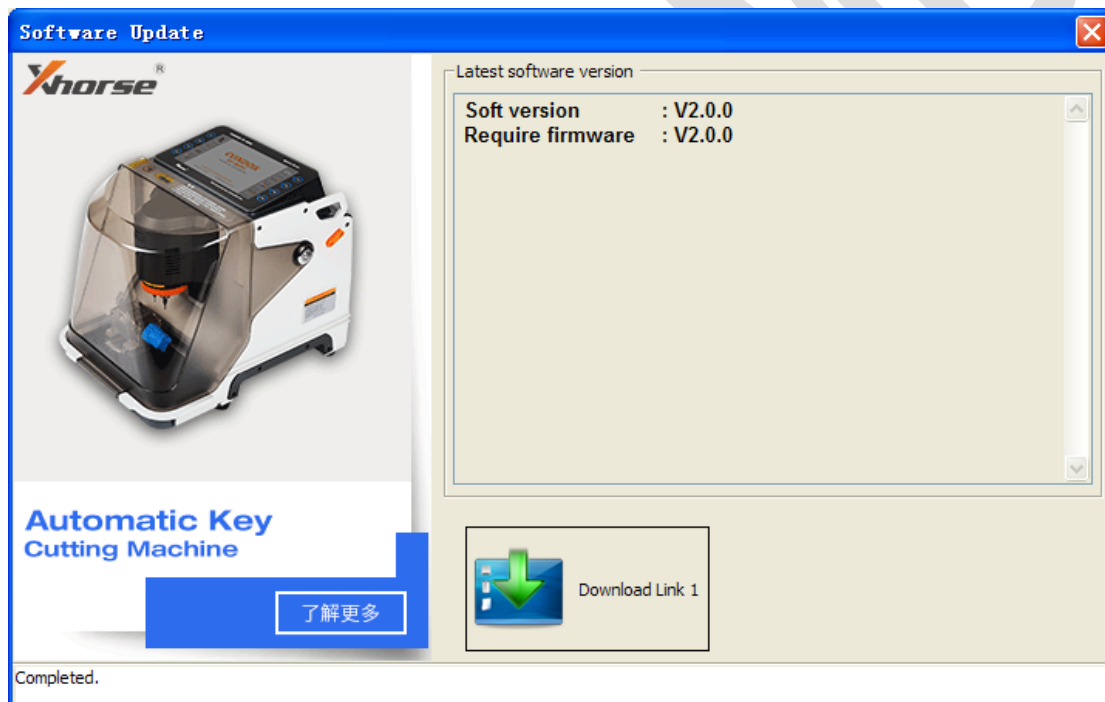 Software Update
Xhorse®
Latest software version
Soft version : V2.0.0
Require firmware : V2.0.0
CONDOR
Automatic Key
Cutting Machine
了解更多
Download Link 1
Completed.